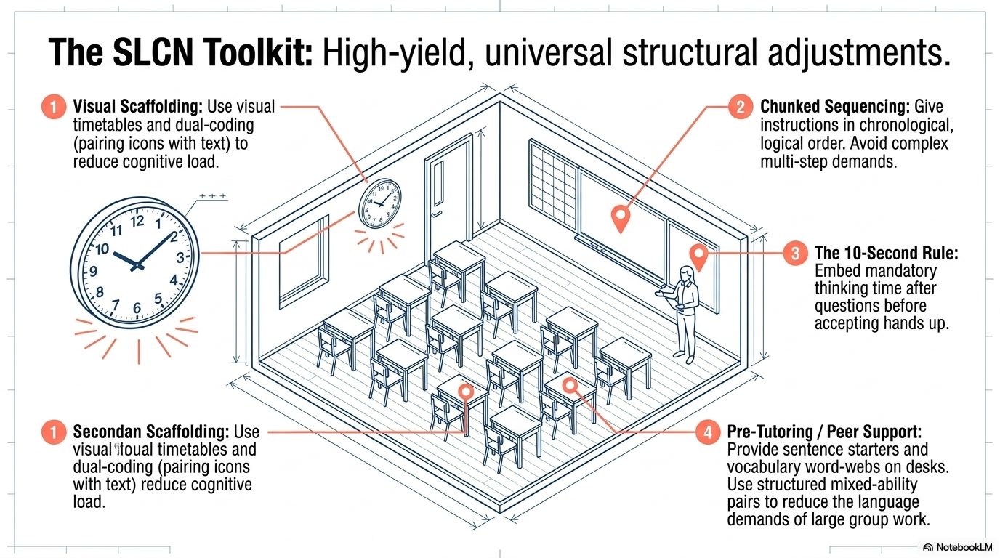 The SLCN Toolkit: High-yield, universal structural adjustments.
1 Visual Scaffolding: Use visual
timetables and dual-coding
(pairing icons with text) to
reduce cognitive load.
2 Chunked Sequencing: Give
instructions in chronological,
logical order. Avoid complex
multi-step demands.
12
1
2
3
4
5
6
7
8
9
10
11
3 The 10-Second Rule:
Embed mandatory
thinking time after
questions before
accepting hands up.
1 Secondan Scaffolding: Use
visual timetables and
dual-coding (pairing icons
with text) reduce cognitive
load.
4 Pre-Tutoring / Peer Support:
Provide sentence starters and
vocabulary word-webs on desks.
Use structured mixed-ability
pairs to reduce the language
demands of large group work.
NotebookLM